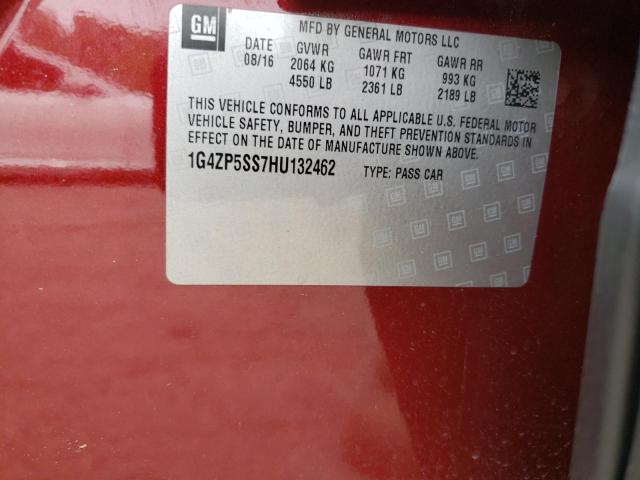 GM
MFD BY GENERAL MOTORS LLC
DATE GVWR GAWR FRT GAWR RR
08/16 2064 KG 1071 KG 993 KG
4550 LB 2361 LB 2189 LB
THIS VEHICLE CONFORMS TO ALL APPLICABLE U.S. FEDERAL MOTOR
VEHICLE SAFETY, BUMPER, AND THEFT PREVENTION STANDARDS IN
EFFECT ON THE DATE OF MANUFACTURE SHOWN ABOVE.
1G4ZP5SS7HU132462 TYPE: PASS CAR